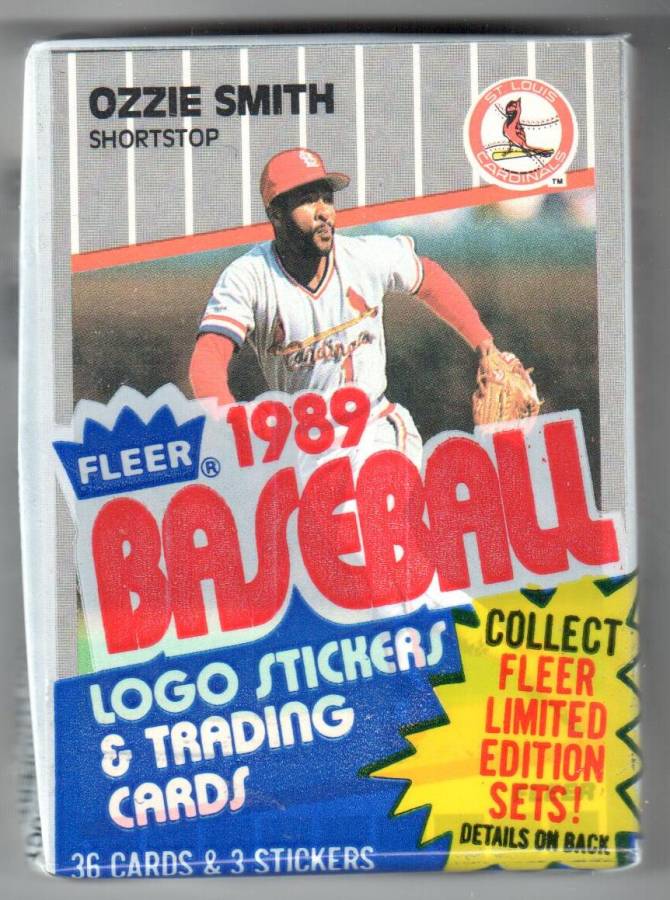 OZZIE SMITH
SHORTSTOP
ST LOUIS
CARDINALS
TM
Cardinals
1
FLEER®
1989
BASEBALL
LOGO STICKERS
& TRADING
CARDS
36 CARDS & 3 STICKERS
COLLECT
FLEER
LIMITED
EDITION
SETS!
DETAILS ON BACK